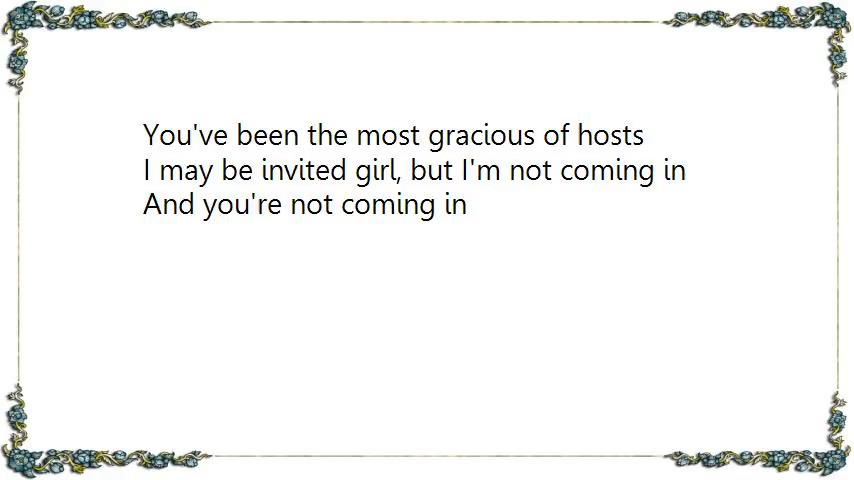 You've been the most gracious of hosts
I may be invited girl, but I'm not coming in
And you're not coming in